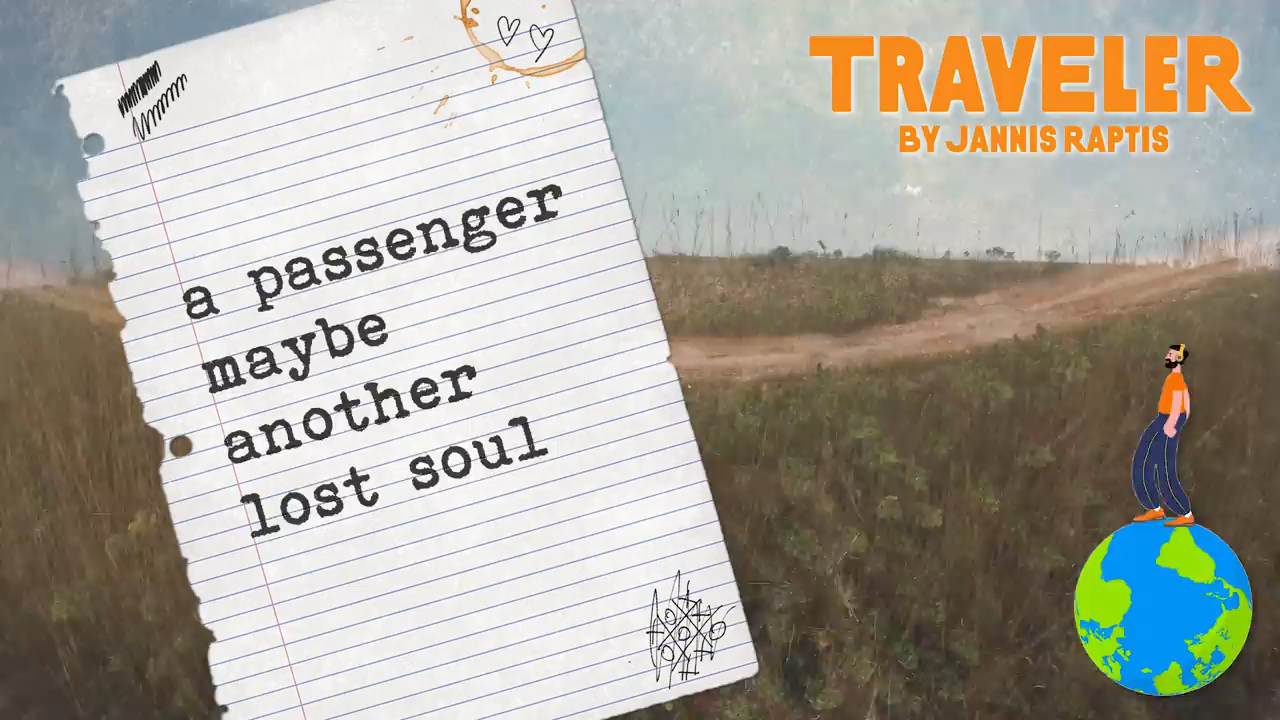 TRAVELER
BY JANNIS RAPTIS
a passenger
maybe
another
lost soul